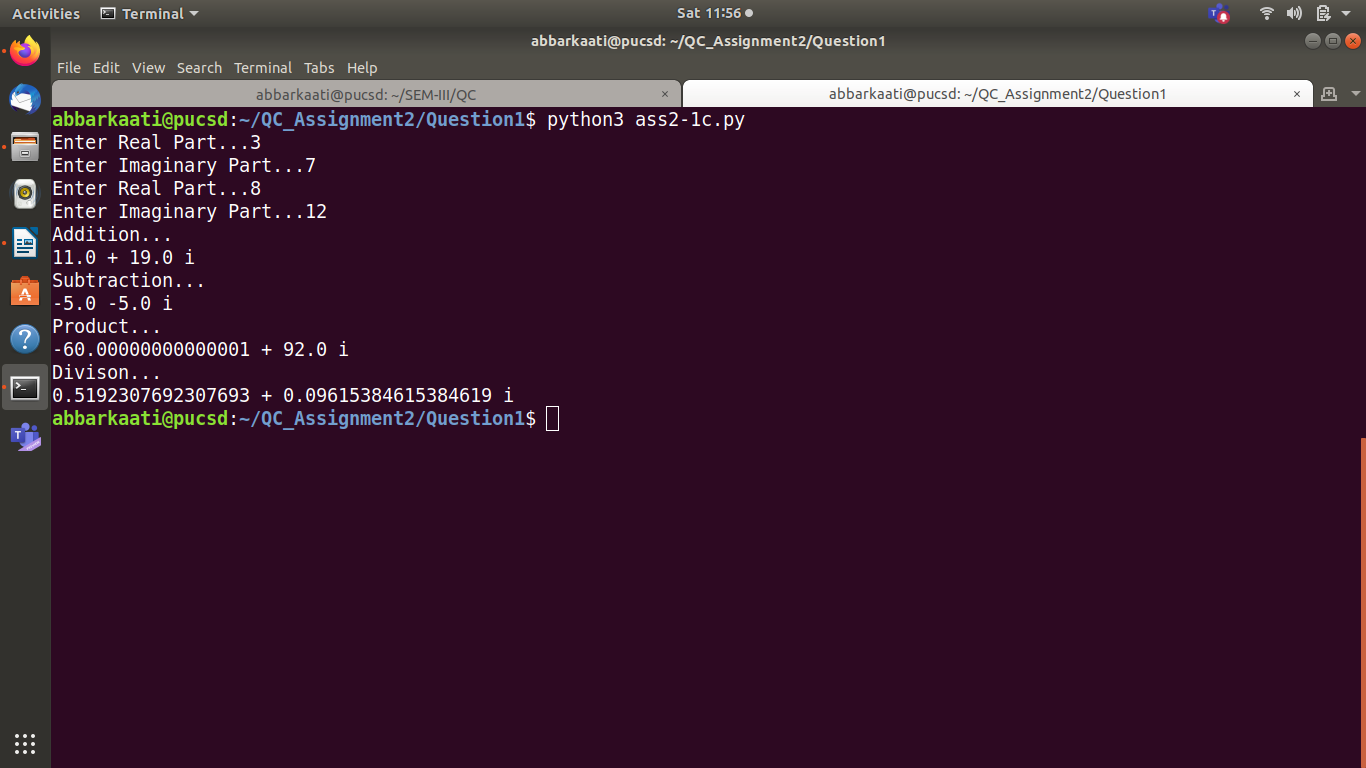 Activities Terminal Sat 11:56
abbarkaati@pucsd: ~/QC_Assignment2/Question1
File Edit View Search Terminal Tabs Help
abbarkaati@pucsd: ~/SEM-III/QC × abbarkaati@pucsd: ~/QC_Assignment2/Question1 ×
abbarkaati@pucsd:~/QC_Assignment2/Question1$ python3 ass2-1c.py
Enter Real Part...3
Enter Imaginary Part...7
Enter Real Part...8
Enter Imaginary Part...12
Addition...
11.0 + 19.0 i
Subtraction...
-5.0 -5.0 i
Product...
-60.00000000000001 + 92.0 i
Divison...
0.5192307692307693 + 0.09615384615384619 i
abbarkaati@pucsd:~/QC_Assignment2/Question1$